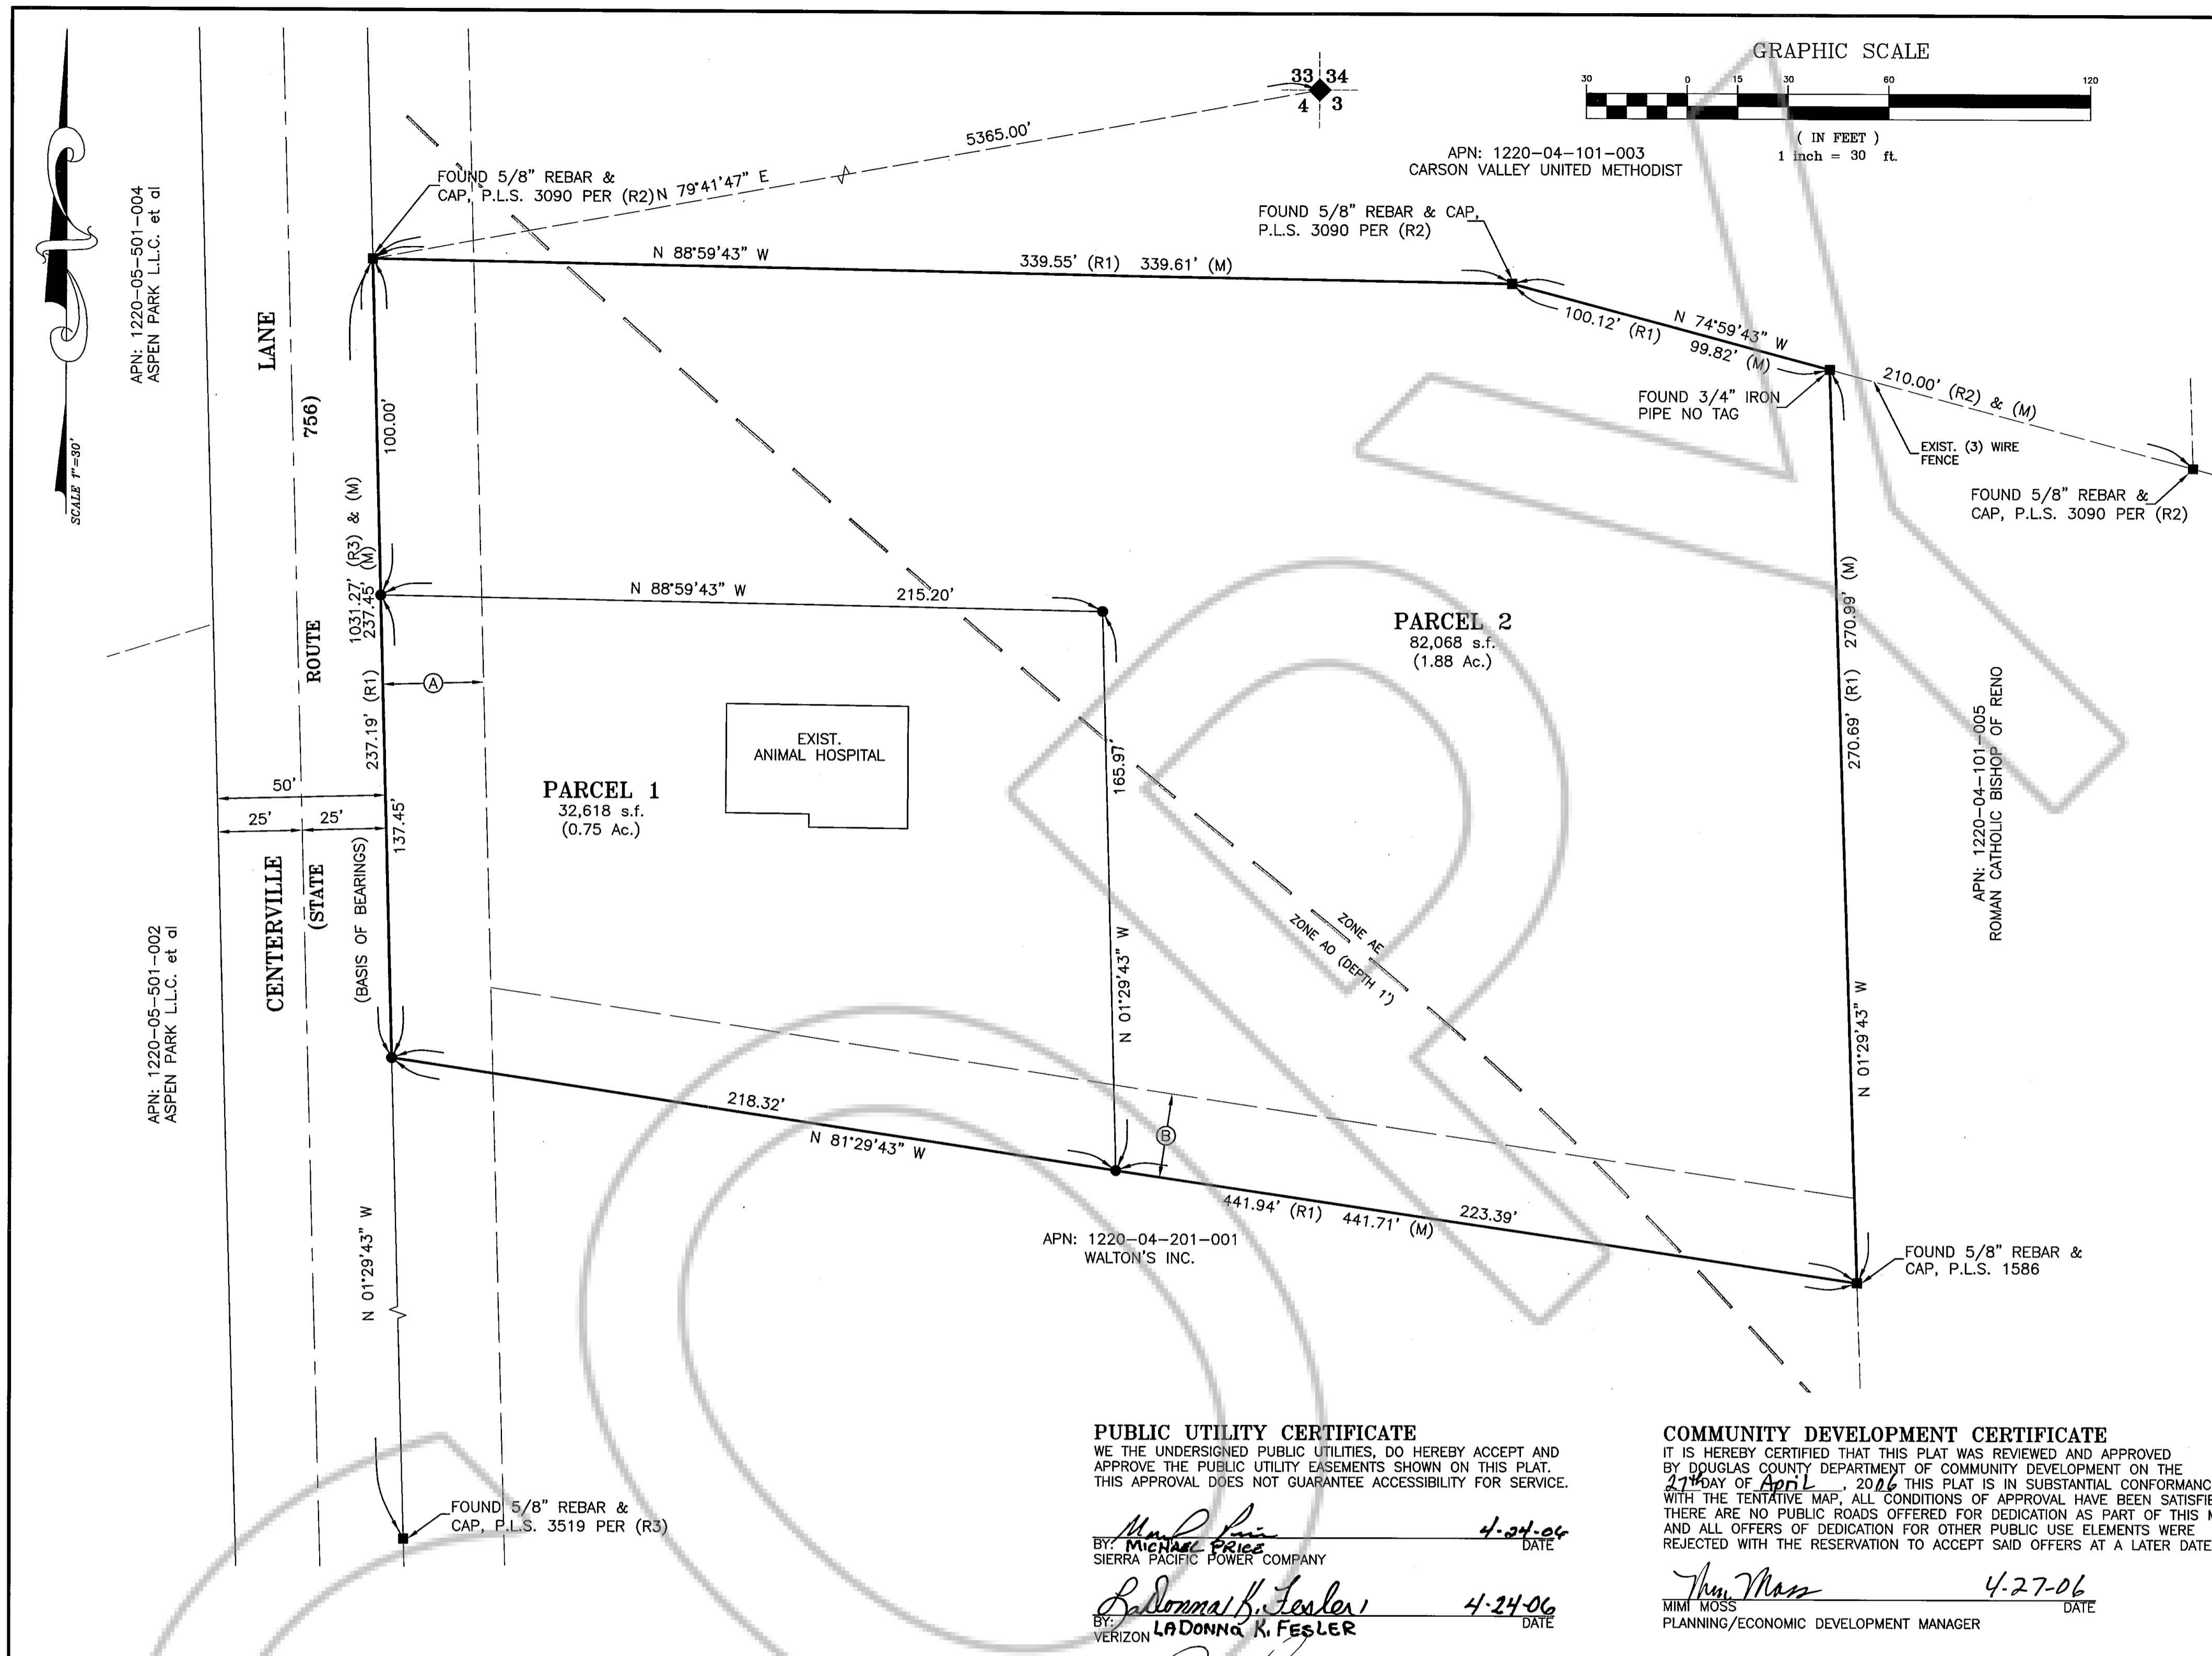 GRAPHIC SCALE
30 0 15 30 60 120
( IN FEET )
1 inch = 30 ft.
33 34
4 3
5365.00'
N 79°41'47" E
APN: 1220-04-101-003
CARSON VALLEY UNITED METHODIST
FOUND 5/8" REBAR &
CAP, P.L.S. 3090 PER (R2)
FOUND 5/8" REBAR & CAP,
P.L.S. 3090 PER (R2)
N 88°59'43" W
339.55' (R1) 339.61' (M)
N 74°59'43" W
100.12' (R1)
99.82' (M)
210.00' (R2) & (M)
FOUND 3/4" IRON
PIPE NO TAG
EXIST. (3) WIRE
FENCE
FOUND 5/8" REBAR &
CAP, P.L.S. 3090 PER (R2)
SCALE 1"=30'
APN: 1220-05-501-004
ASPEN PARK L.L.C. et al
LANE
756)
ROUTE
CENTERVILLE
(STATE
100.00'
1031.27' (R3) & (M)
237.19' (R1) 237.45' (M)
137.45'
(BASIS OF BEARINGS)
N 01°29'43" W
A
50'
25' 25'
N 88°59'43" W
215.20'
PARCEL 1
32,618 s.f.
(0.75 Ac.)
EXIST.
ANIMAL HOSPITAL
165.97'
N 01°29'43" W
PARCEL 2
82,068 s.f.
(1.88 Ac.)
ZONE AE
ZONE AO (DEPTH 1')
270.69' (R1) 270.99' (M)
N 01°29'43" W
APN: 1220-04-101-005
ROMAN CATHOLIC BISHOP OF RENO
APN: 1220-05-501-002
ASPEN PARK L.L.C. et al
218.32'
N 81°29'43" W
B
441.94' (R1) 441.71' (M)
223.39'
APN: 1220-04-201-001
WALTON'S INC.
FOUND 5/8" REBAR &
CAP, P.L.S. 1586
FOUND 5/8" REBAR &
CAP, P.L.S. 3519 PER (R3)
PUBLIC UTILITY CERTIFICATE
WE THE UNDERSIGNED PUBLIC UTILITIES, DO HEREBY ACCEPT AND
APPROVE THE PUBLIC UTILITY EASEMENTS SHOWN ON THIS PLAT.
THIS APPROVAL DOES NOT GUARANTEE ACCESSIBILITY FOR SERVICE.
4-24-06
BY: MICHAEL PRICE DATE
SIERRA PACIFIC POWER COMPANY
LaDonna K. Fesler 4-24-06
BY: DATE
VERIZON LADONNA K. FESLER
COMMUNITY DEVELOPMENT CERTIFICATE
IT IS HEREBY CERTIFIED THAT THIS PLAT WAS REVIEWED AND APPROVED
BY DOUGLAS COUNTY DEPARTMENT OF COMMUNITY DEVELOPMENT ON THE
27th DAY OF April, 2006 THIS PLAT IS IN SUBSTANTIAL CONFORMANC
WITH THE TENTATIVE MAP, ALL CONDITIONS OF APPROVAL HAVE BEEN SATISFIE
THERE ARE NO PUBLIC ROADS OFFERED FOR DEDICATION AS PART OF THIS M
AND ALL OFFERS OF DEDICATION FOR OTHER PUBLIC USE ELEMENTS WERE
REJECTED WITH THE RESERVATION TO ACCEPT SAID OFFERS AT A LATER DATE
Mimi Moss 4-27-06
MIMI MOSS DATE
PLANNING/ECONOMIC DEVELOPMENT MANAGER
COPY